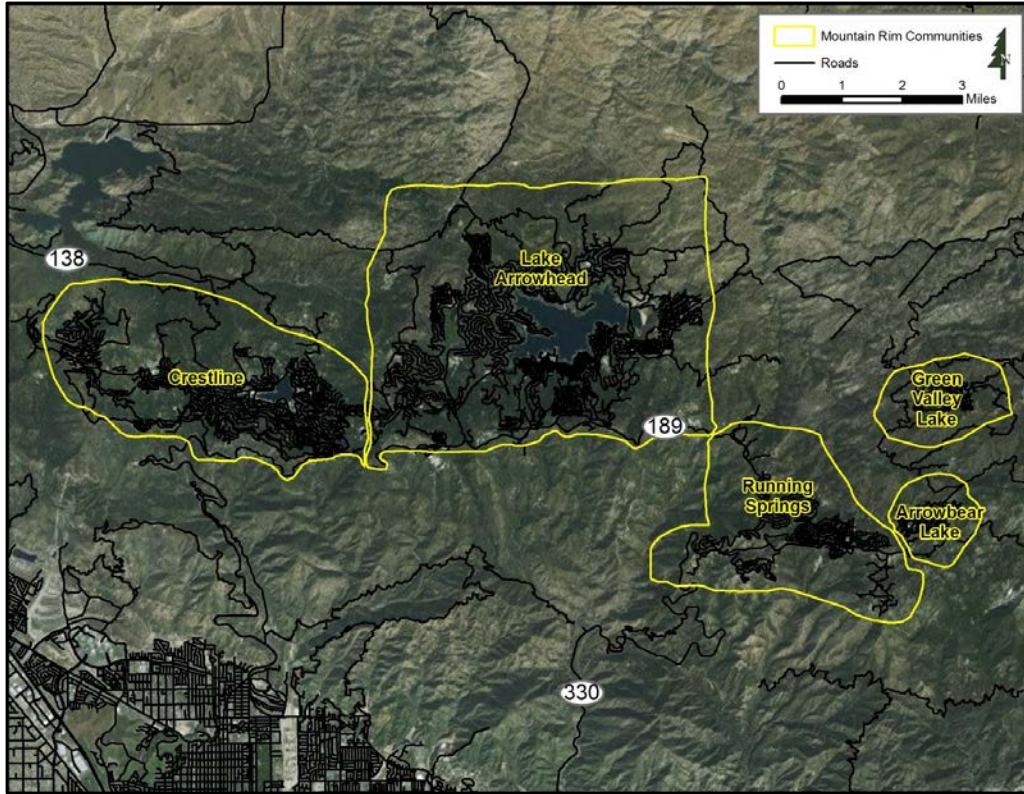 Mountain Rim Communities
Roads
N
0 1 2 3
Miles
138
Lake
Arrowhead
Crestline
189
Green
Valley
Lake
Running
Springs
Arrowbear
Lake
330